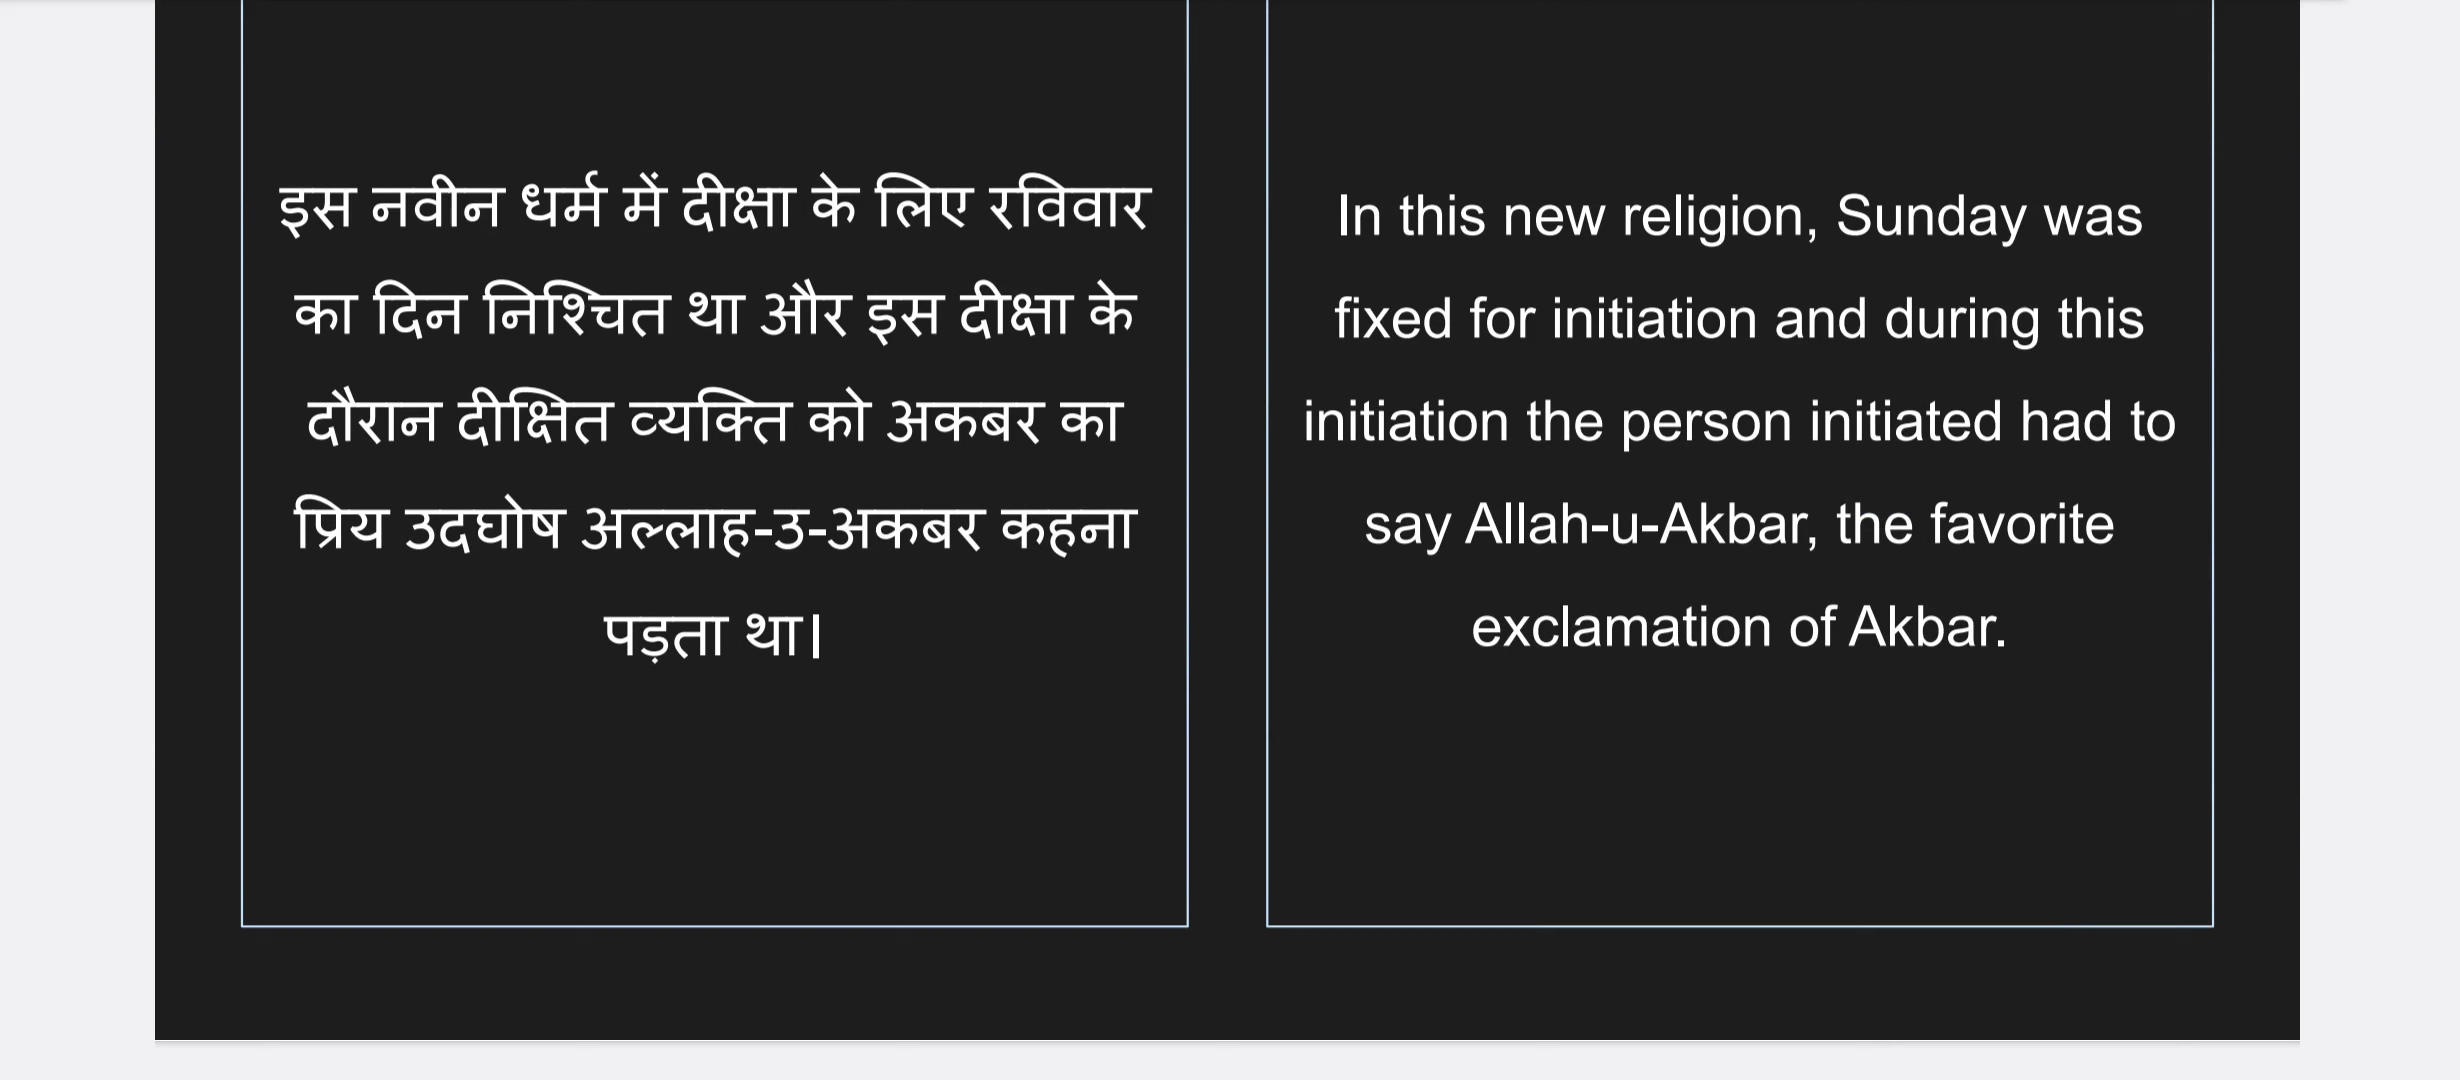 इस नवीन धर्म में दीक्षा के लिए रविवार
का दिन निश्चित था और इस दीक्षा के
दौरान दीक्षित व्यक्ति को अकबर का
प्रिय उदघोष अल्लाह-उ-अकबर कहना
पड़ता था।
In this new religion, Sunday was
fixed for initiation and during this
initiation the person initiated had to
say Allah-u-Akbar, the favorite
exclamation of Akbar.